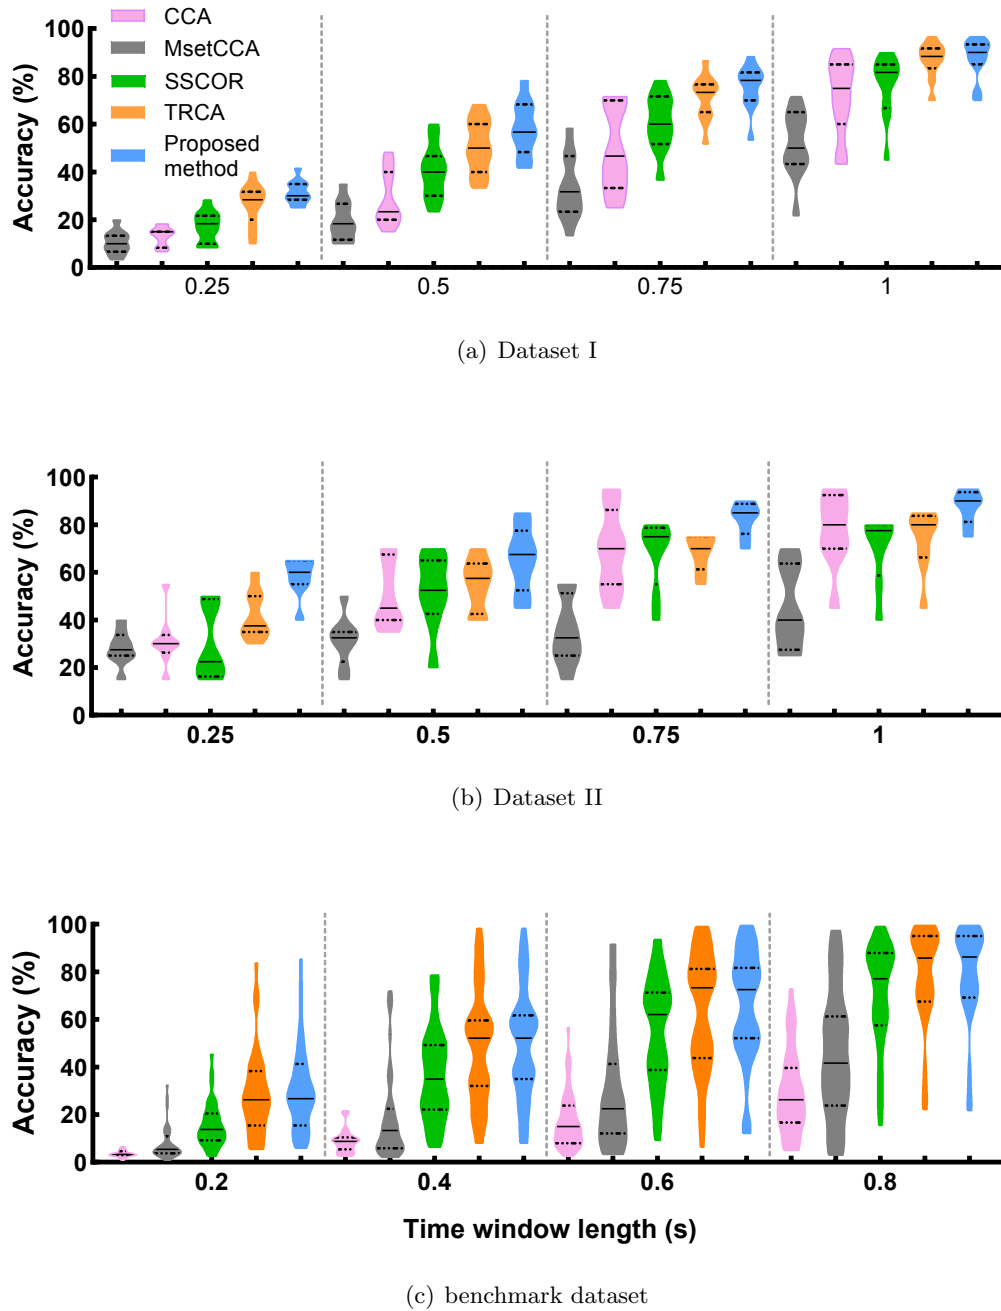 CCA
MsetCCA
SSCOR
TRCA
Proposed
method
Accuracy (%)
100
80
60
40
20
0
0.25 0.5 0.75 1
(a) Dataset I
Accuracy (%)
100
80
60
40
20
0
0.25 0.5 0.75 1
(b) Dataset II
Accuracy (%)
100
80
60
40
20
0
0.2 0.4 0.6 0.8
Time window length (s)
(c) benchmark dataset